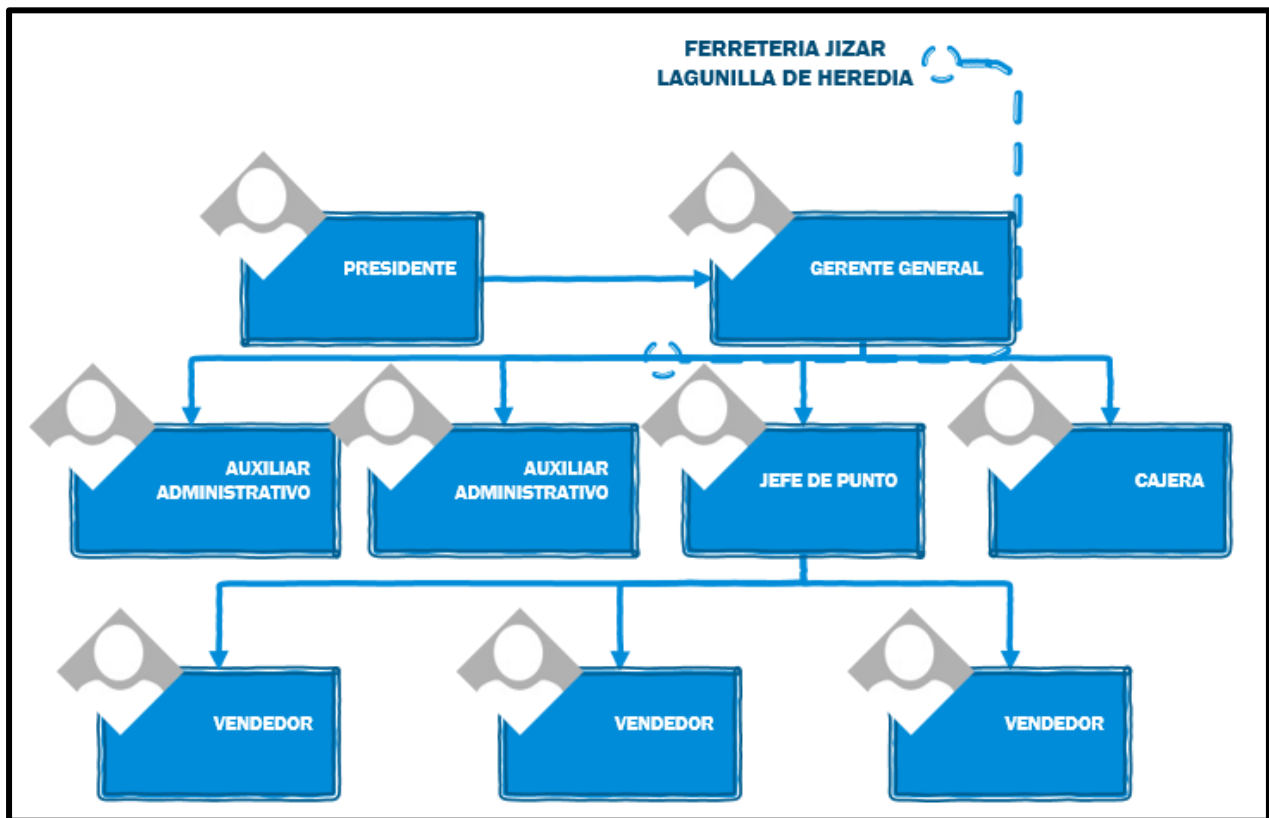 FERRETERIA JIZAR
LAGUNILLA DE HEREDIA
PRESIDENTE
GERENTE GENERAL
AUXILIAR
ADMINISTRATIVO
AUXILIAR
ADMINISTRATIVO
JEFE DE PUNTO
CAJERA
VENDEDOR
VENDEDOR
VENDEDOR